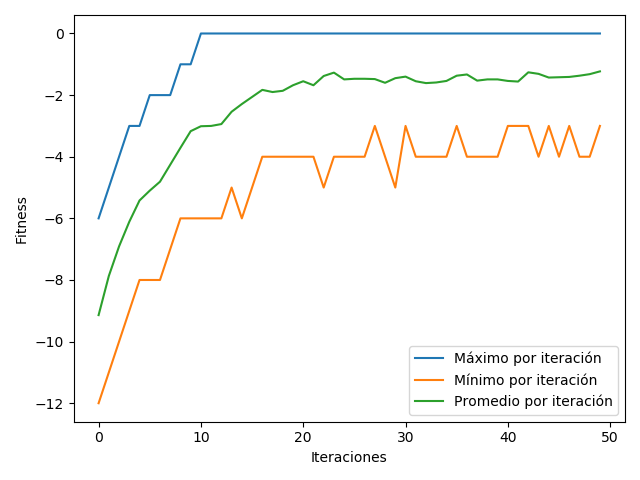 0
−2
−4
−6
−8
−10
−12
Fitness
0
10
20
30
40
50
Iteraciones
Máximo por iteración
Mínimo por iteración
Promedio por iteración